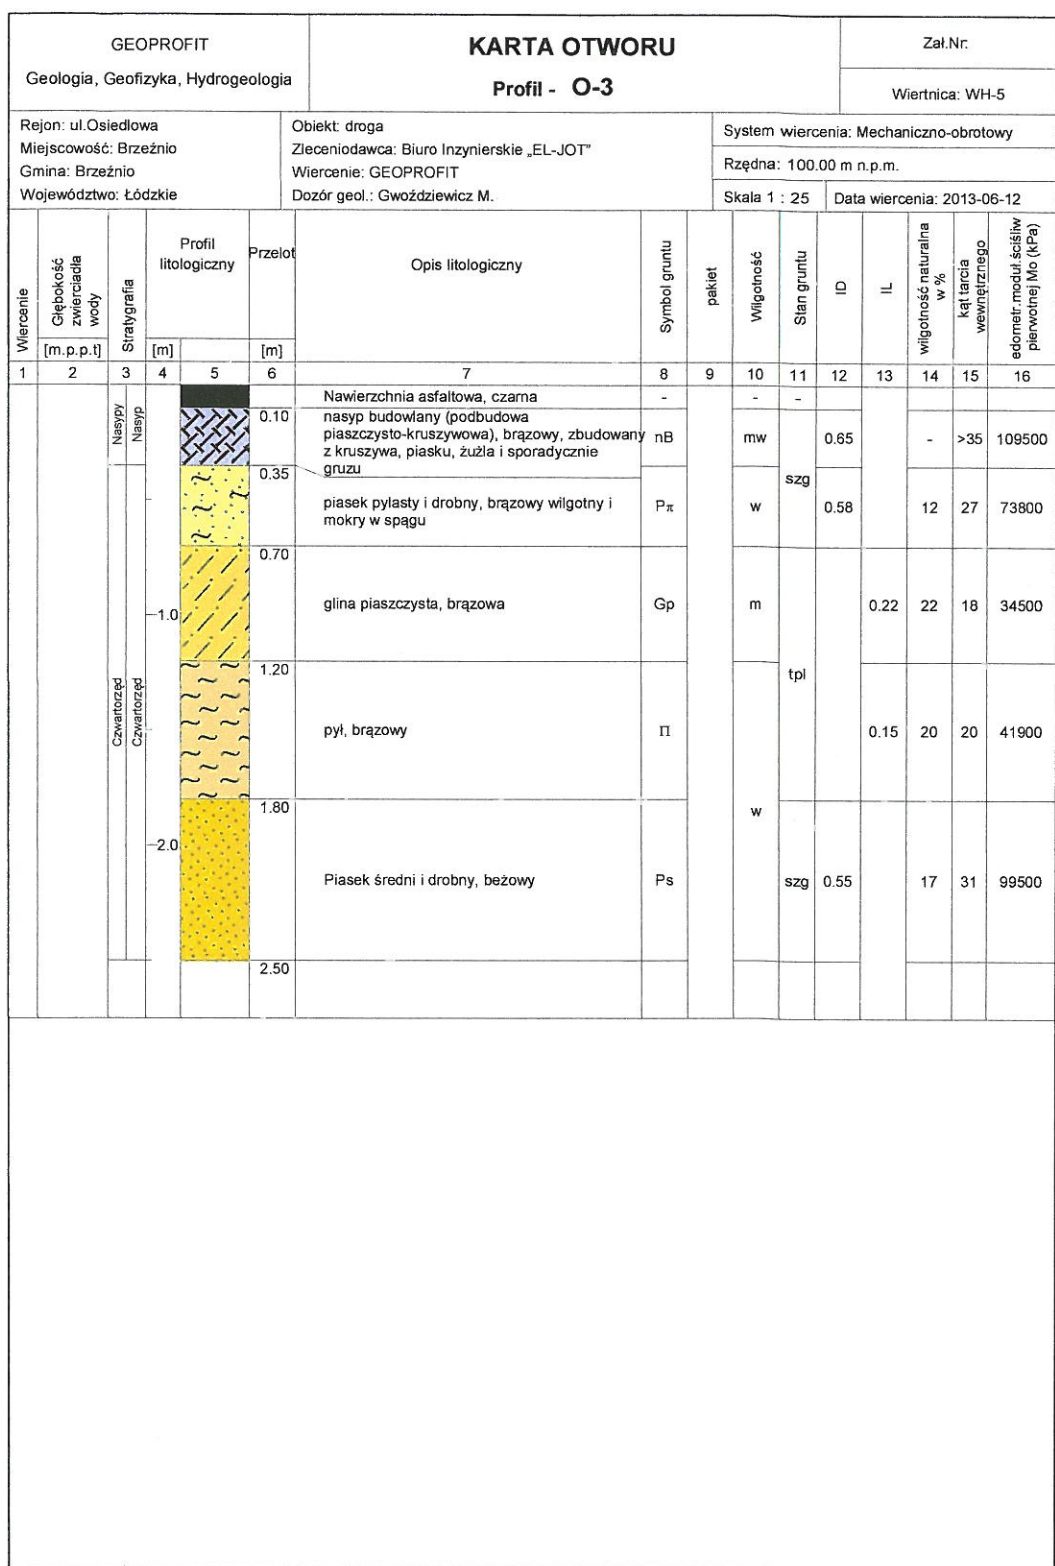 GEOPROFIT
Geologia, Geofizyka, Hydrogeologia
KARTA OTWORU
Profil - O-3
Zał.Nr:
Wiertnica: WH-5
Rejon: ul.Osiedlowa
Miejscowość: Brzeźnio
Gmina: Brzeźnio
Województwo: Łódzkie
Obiekt: droga
Zleceniodawca: Biuro Inzynierskie „EL-JOT”
Wiercenie: GEOPROFIT
Dozór geol.: Gwoździewicz M.
System wiercenia: Mechaniczno-obrotowy
Rzędna: 100.00 m n.p.m.
Skala 1 : 25 Data wiercenia: 2013-06-12
Wiercenie
Głębokość
zwierciadła
wody
[m.p.p.t]
Stratygrafia
Profil
litologiczny
[m]
Przelot
[m]
Opis litologiczny
Symbol gruntu
pakiet
Wilgotność
Stan gruntu
ID
IL
wilgotność naturalna
w %
kąt tarcia
wewnętrznego
edometr.moduł.ściśliw
pierwotnej Mo (kPa)
1 2 3 4 5 6 7 8 9 10 11 12 13 14 15 16
Nasypy
Nasyp
Nawierzchnia asfaltowa, czarna - - -
0.10
nasyp budowlany (podbudowa
piaszczysto-kruszywowa), brązowy, zbudowany
z kruszywa, piasku, żużla i sporadycznie
gruzu
nB mw 0.65 - >35 109500
0.35
szg
piasek pylasty i drobny, brązowy wilgotny i
mokry w spągu
Pπ w 0.58 12 27 73800
0.70
1.0
glina piaszczysta, brązowa Gp m 0.22 22 18 34500
1.20
tpl
Czwartorzęd
Czwartorzęd
pył, brązowy Π 0.15 20 20 41900
1.80
w
2.0
Piasek średni i drobny, beżowy Ps szg 0.55 17 31 99500
2.50